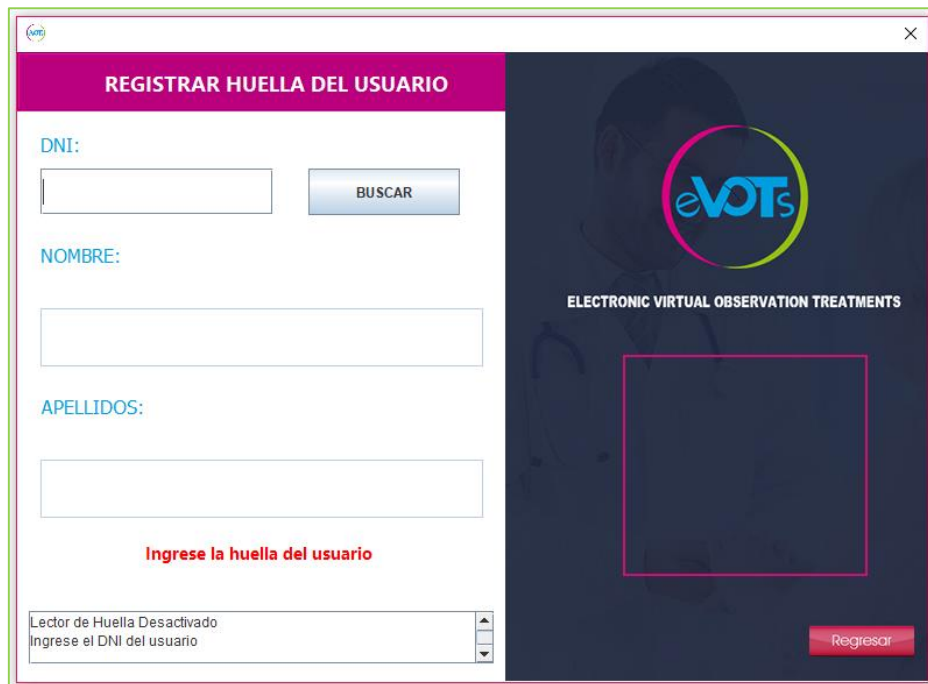 eVOTs
REGISTRAR HUELLA DEL USUARIO
DNI:
BUSCAR
NOMBRE:
APELLIDOS:
Ingrese la huella del usuario
Lector de Huella Desactivado
Ingrese el DNI del usuario
eVOTs
ELECTRONIC VIRTUAL OBSERVATION TREATMENTS
Regresar